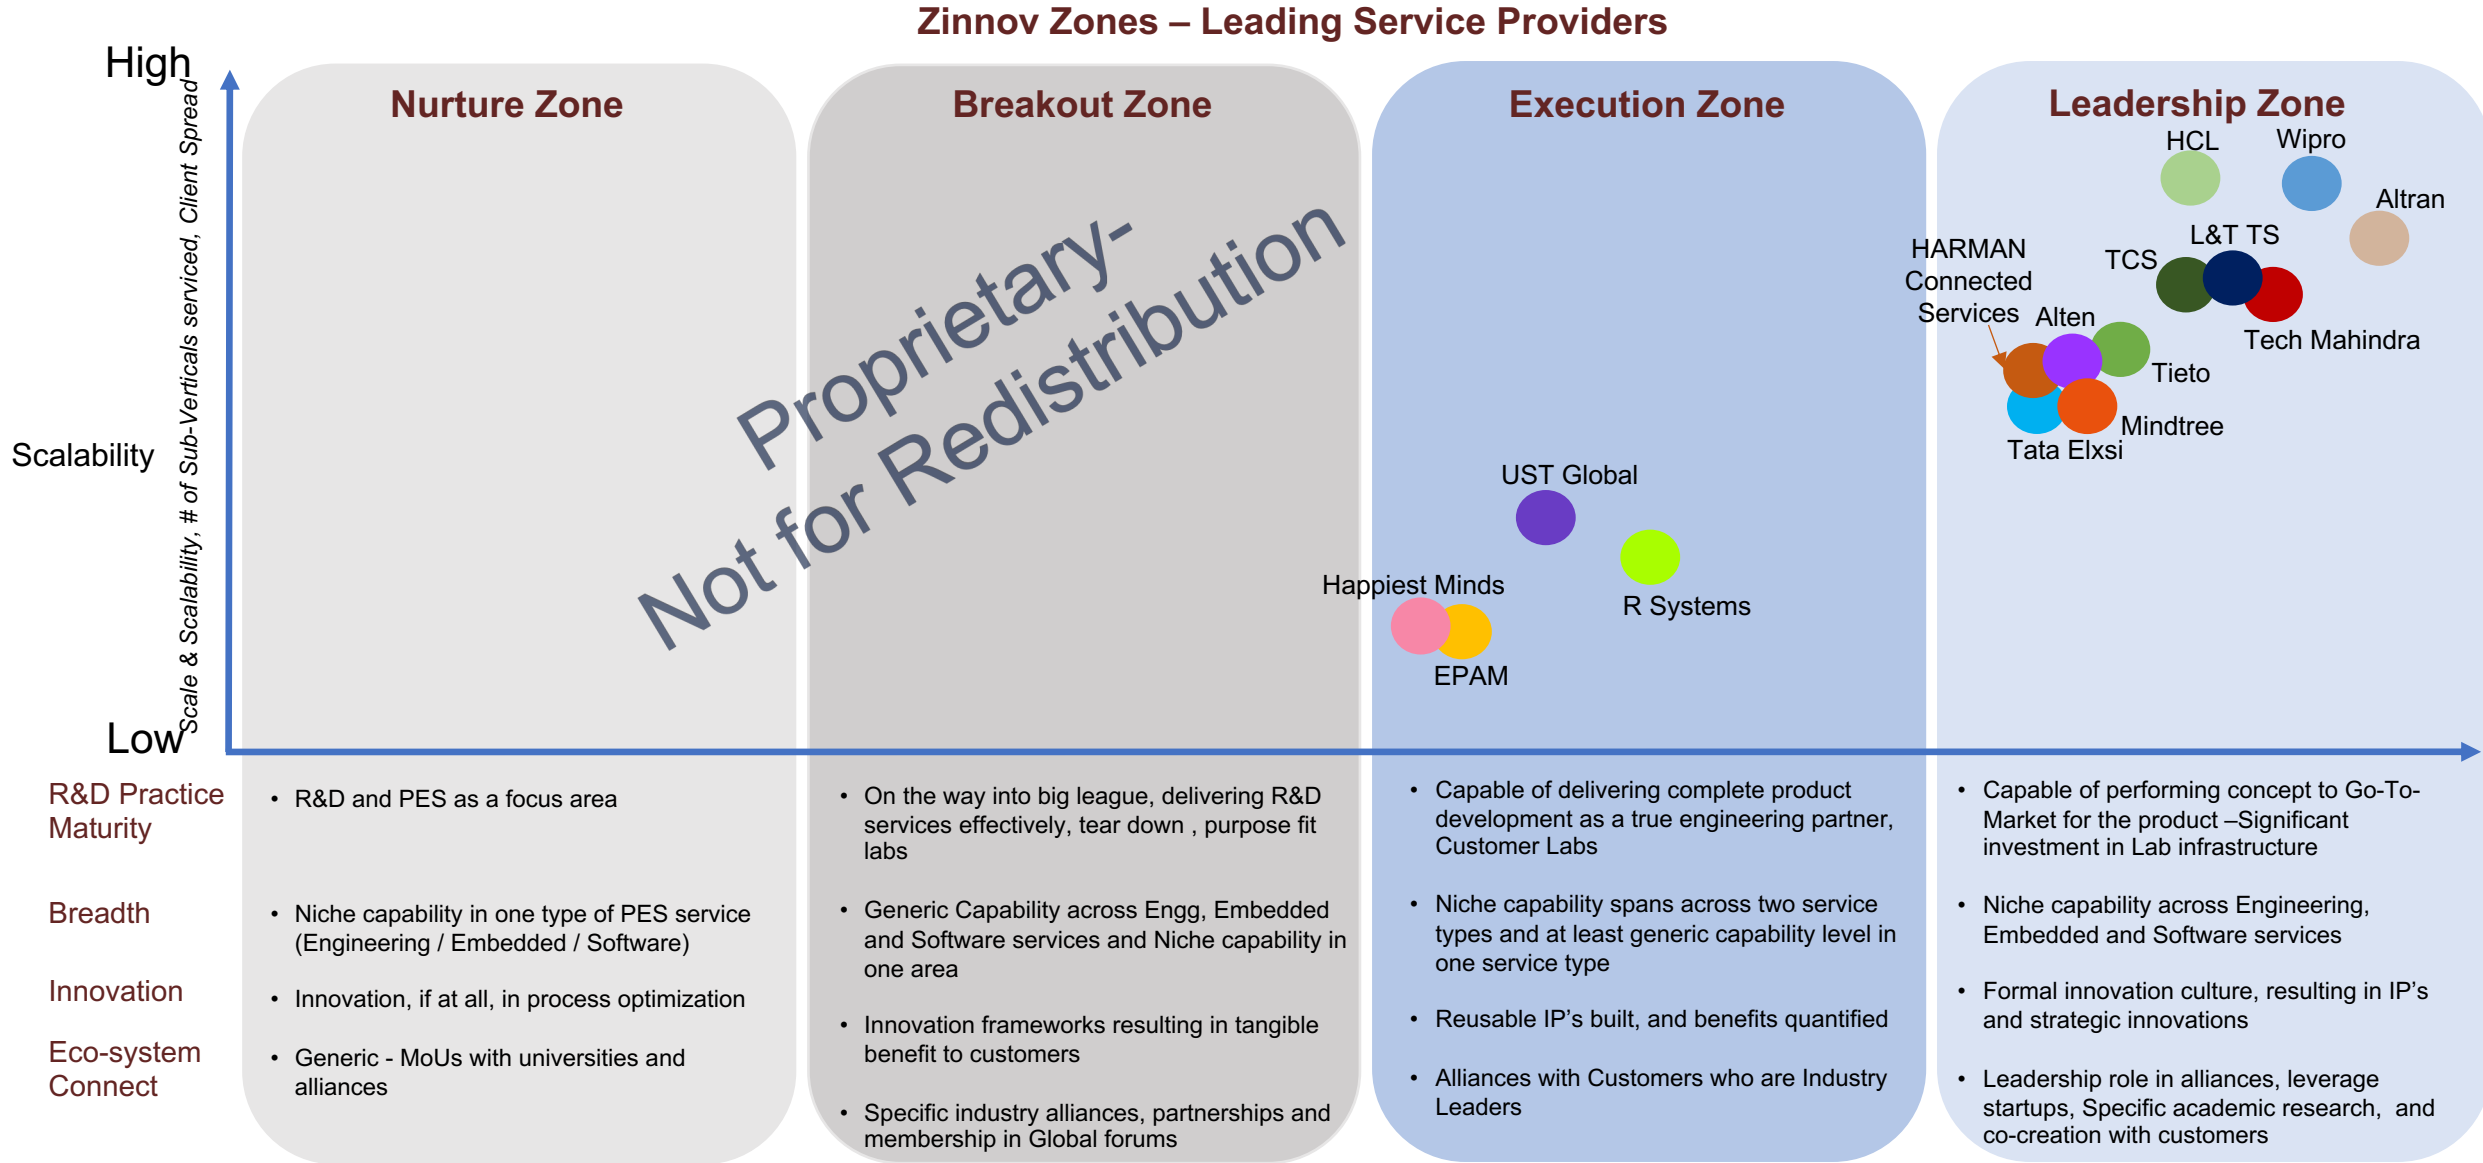 Zinnov Zones – Leading Service Providers
High
Scale & Scalability, # of Sub-Verticals serviced, Client Spread
Scalability
Low
Nurture Zone
Breakout Zone
Execution Zone
Leadership Zone
HCL
Wipro
Altran
L&T TS
TCS
HARMAN
Connected
Services
Alten
Tech Mahindra
Tieto
Mindtree
Tata Elxsi
UST Global
R Systems
Happiest Minds
EPAM
Proprietary-
Not for Redistribution
R&D Practice
Maturity
• R&D and PES as a focus area
• On the way into big league, delivering R&D
services effectively, tear down , purpose fit
labs
• Capable of delivering complete product
development as a true engineering partner,
Customer Labs
• Capable of performing concept to Go-To-
Market for the product –Significant
investment in Lab infrastructure
Breadth
• Niche capability in one type of PES service
(Engineering / Embedded / Software)
• Generic Capability across Engg, Embedded
and Software services and Niche capability in
one area
• Niche capability spans across two service
types and at least generic capability level in
one service type
• Niche capability across Engineering,
Embedded and Software services
Innovation
• Innovation, if at all, in process optimization
• Innovation frameworks resulting in tangible
benefit to customers
• Reusable IP’s built, and benefits quantified
• Formal innovation culture, resulting in IP’s
and strategic innovations
Eco-system
Connect
• Generic - MoUs with universities and
alliances
• Specific industry alliances, partnerships and
membership in Global forums
• Alliances with Customers who are Industry
Leaders
• Leadership role in alliances, leverage
startups, Specific academic research, and
co-creation with customers